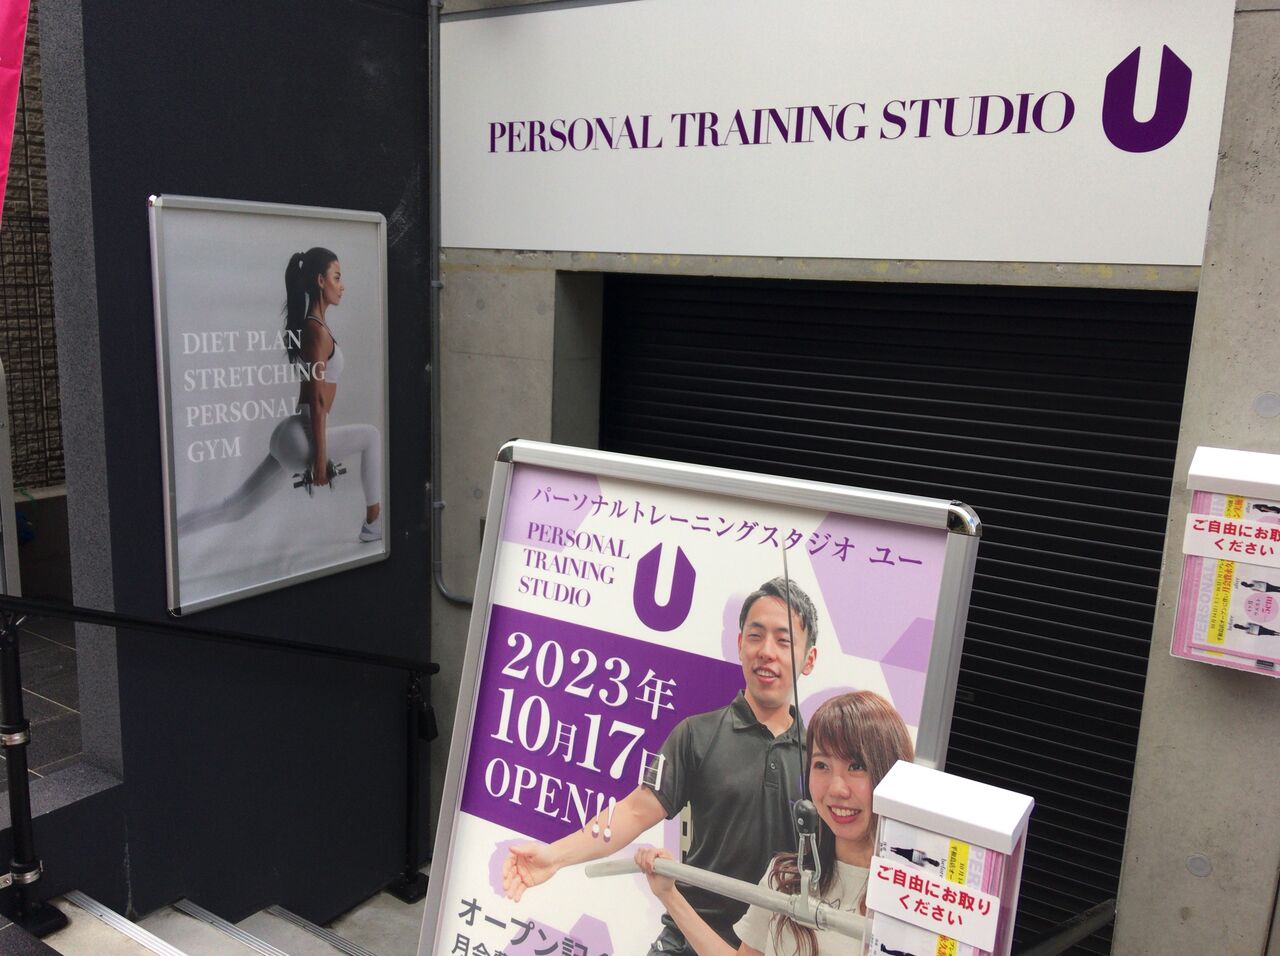 PERSONAL TRAINING STUDIO U
DIET PLAN
STRETCHING
PERSONAL
GYM
パーソナルトレーニングスタジオ ユー
PERSONAL
TRAINING
STUDIO
U
2023年
10月17日
OPEN!!
オープン記
ご自由にお取り
ください
ご自由にお取
ください